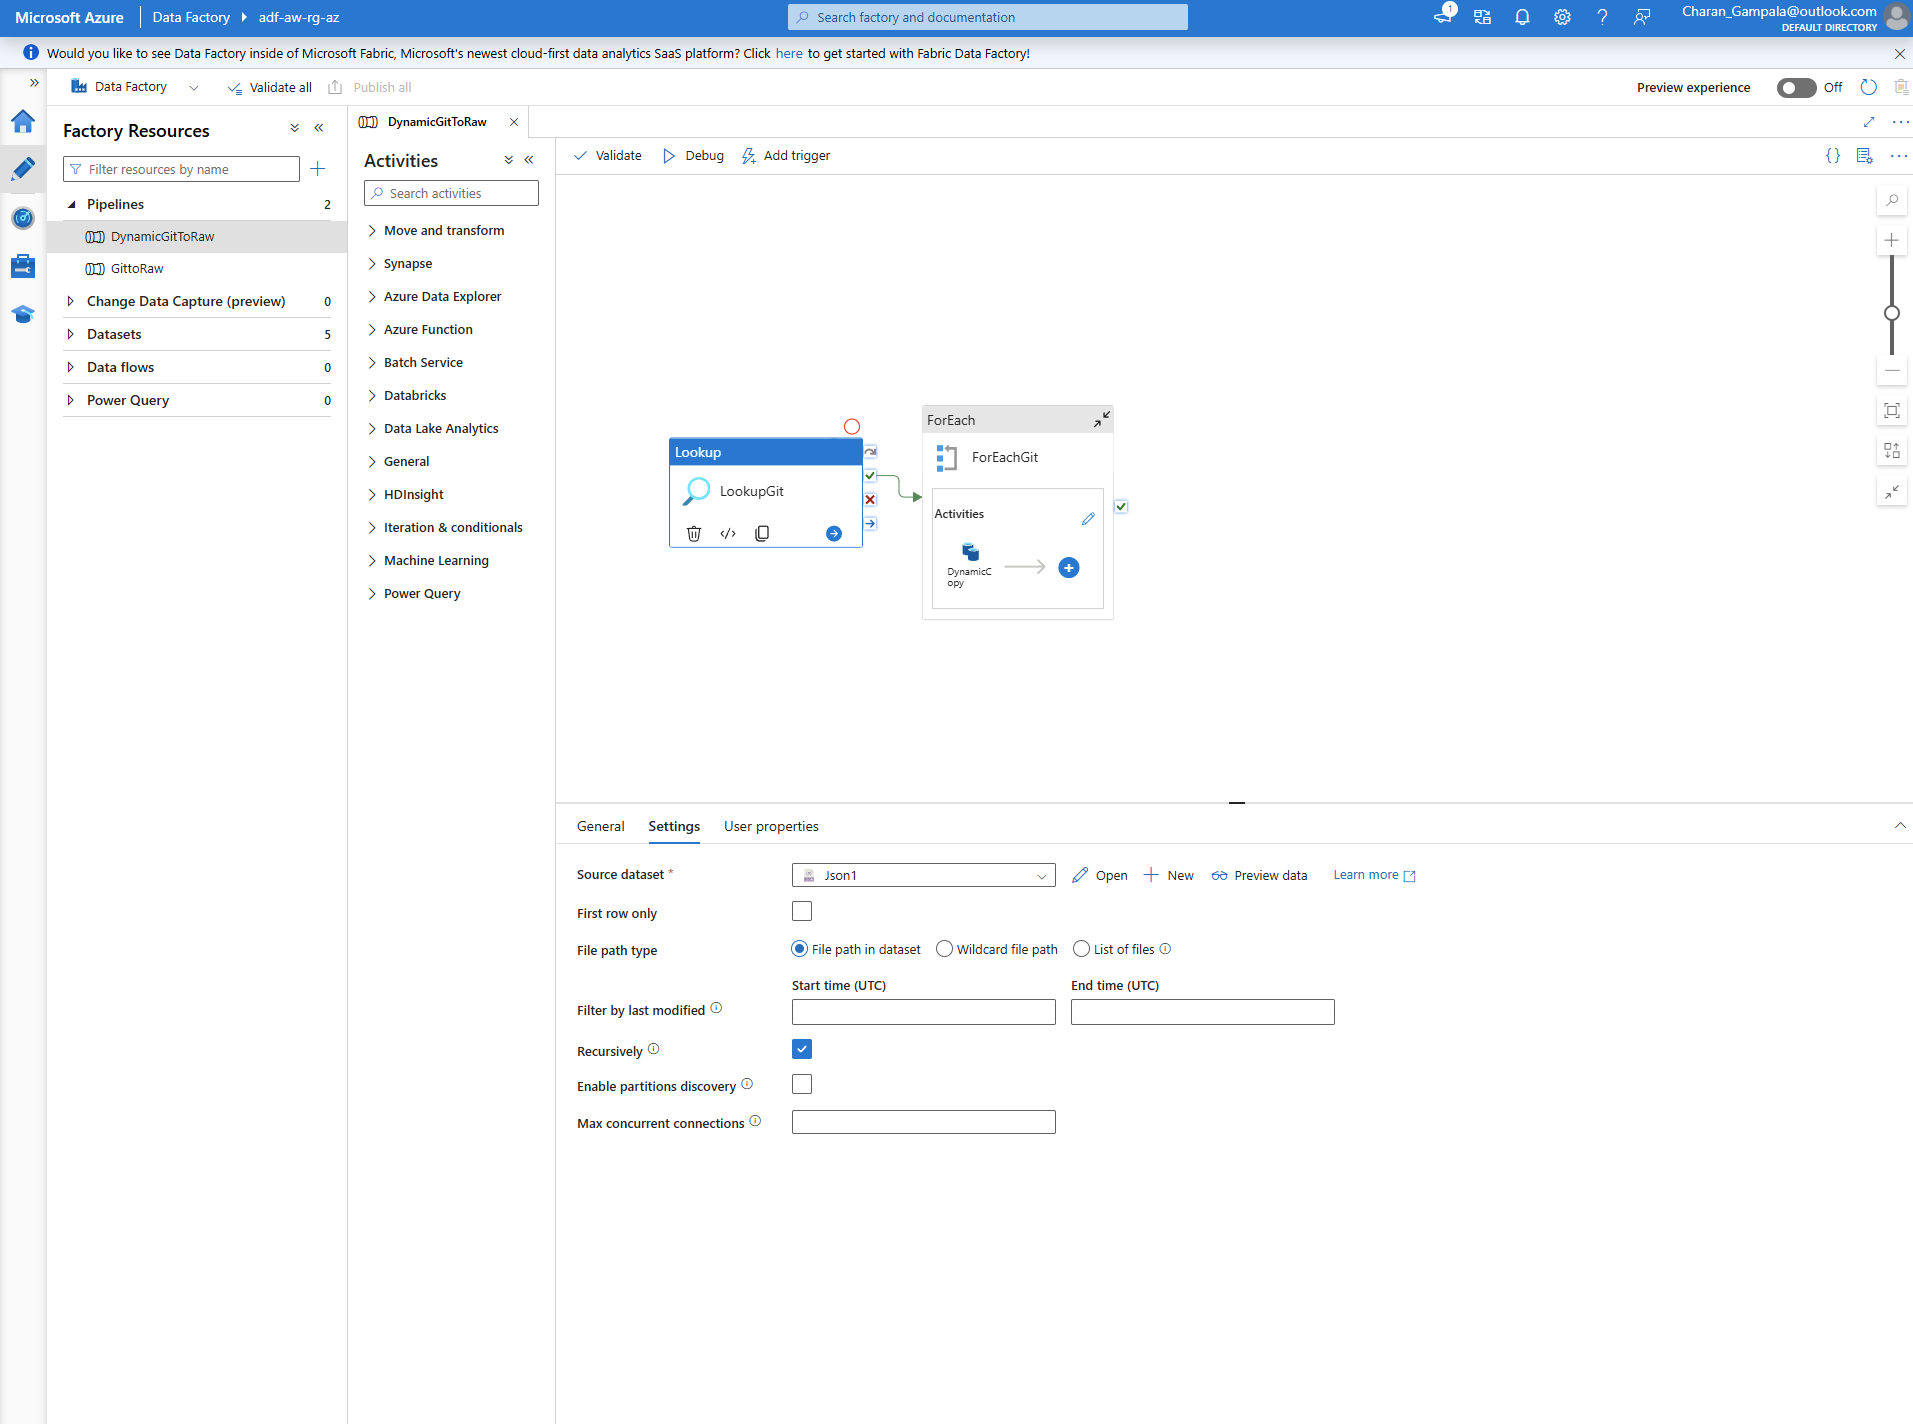 Microsoft Azure Data Factory adf-aw-rg-az Search factory and documentation 1 ? Charan_Gampala@outlook.com
DEFAULT DIRECTORY
Would you like to see Data Factory inside of Microsoft Fabric, Microsoft's newest cloud-first data analytics SaaS platform? Click here to get started with Fabric Data Factory!
Data Factory Validate all Publish all Preview experience Off
Factory Resources
Filter resources by name
Pipelines 2
DynamicGitToRaw
GittoRaw
Change Data Capture (preview) 0
Datasets 5
Data flows 0
Power Query 0
DynamicGitToRaw
Activities
Search activities
Move and transform
Synapse
Azure Data Explorer
Azure Function
Batch Service
Databricks
Data Lake Analytics
General
HDInsight
Iteration & conditionals
Machine Learning
Power Query
Validate Debug Add trigger {}
Lookup
LookupGit
</>
ForEach
ForEachGit
Activities
DynamicC
opy
General Settings User properties
Source dataset * Json1 Open New Preview data Learn more
First row only
File path type File path in dataset Wildcard file path List of files
Start time (UTC) End time (UTC)
Filter by last modified
Recursively
Enable partitions discovery
Max concurrent connections